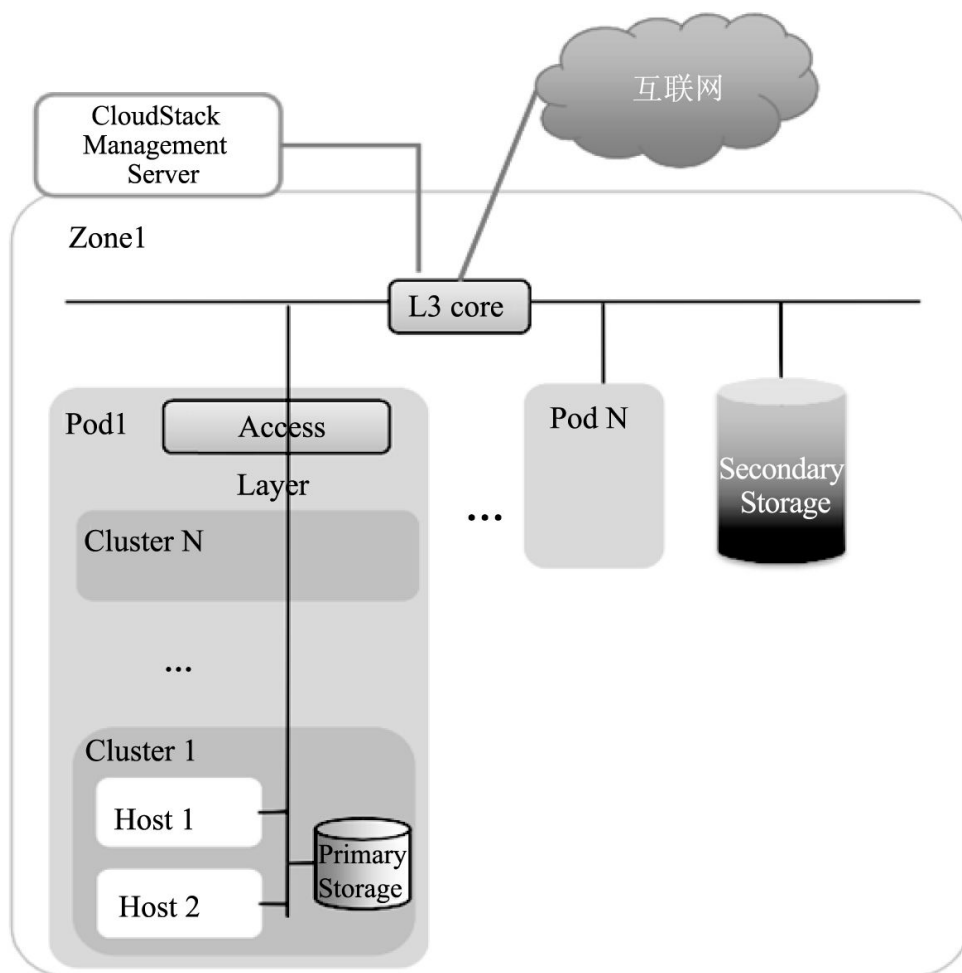 互联网
CloudStack
Management
Server
Zone1
L3 core
Pod1
Access
Layer
Pod N
Secondary
Storage
...
Cluster N
...
Cluster 1
Host 1
Primary
Storage
Host 2